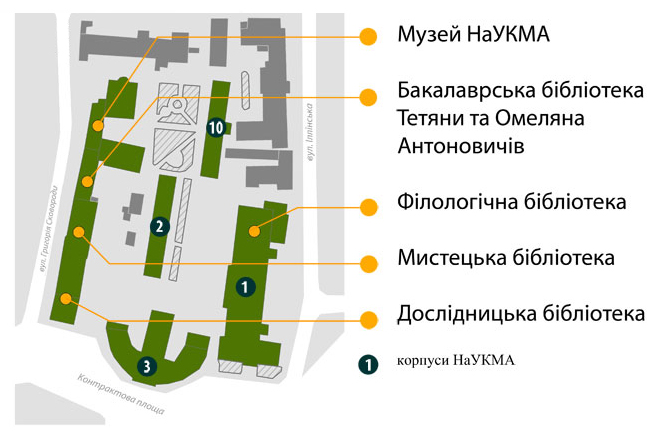 Музей НаУКМА
Бакалаврська бібліотека
Тетяни та Омеляна
Антоновичів
Філологічна бібліотека
Мистецька бібліотека
Дослідницька бібліотека
1 корпуси НаУКМА
10
2
1
3
вул. Іллінська
вул. Григорія Сковороди
Контрактова площа